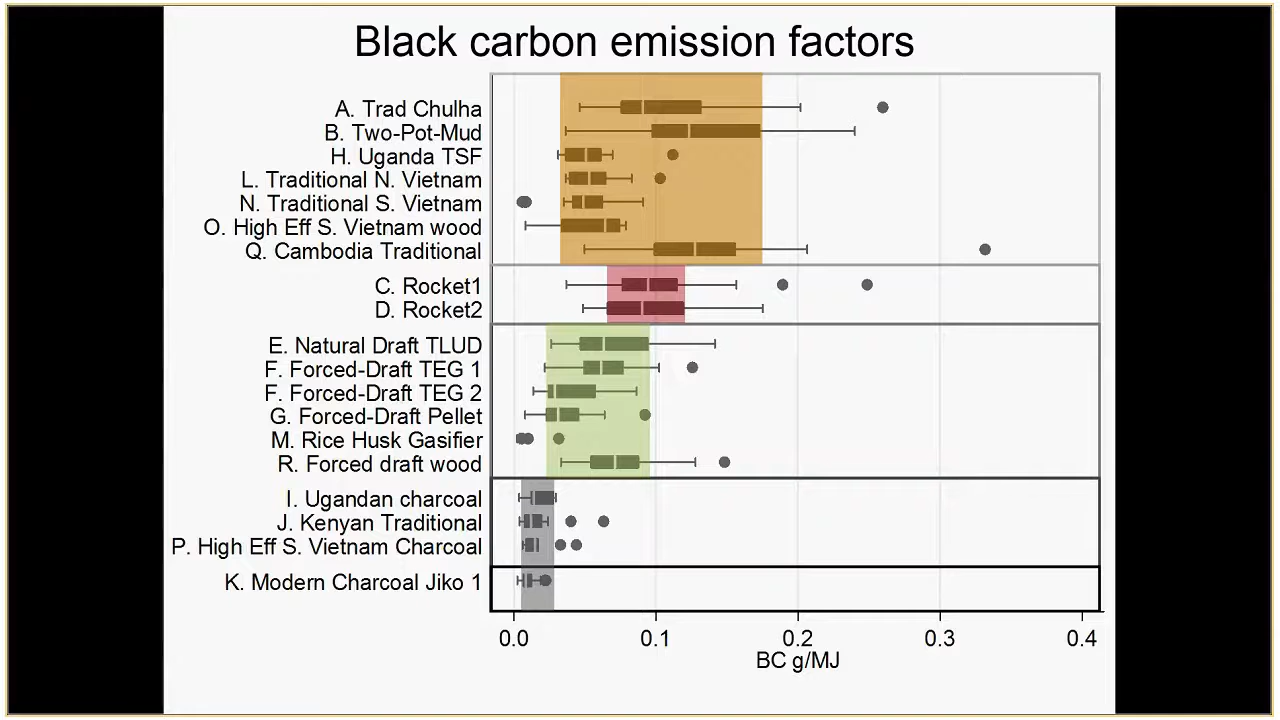 Black carbon emission factors
A. Trad Chulha
B. Two-Pot-Mud
H. Uganda TSF
L. Traditional N. Vietnam
N. Traditional S. Vietnam
O. High Eff S. Vietnam wood
Q. Cambodia Traditional
C. Rocket1
D. Rocket2
E. Natural Draft TLUD
F. Forced-Draft TEG 1
F. Forced-Draft TEG 2
G. Forced-Draft Pellet
M. Rice Husk Gasifier
R. Forced draft wood
I. Ugandan charcoal
J. Kenyan Traditional
P. High Eff S. Vietnam Charcoal
K. Modern Charcoal Jiko 1
0.0 0.1 0.2 0.3 0.4
BC g/MJ